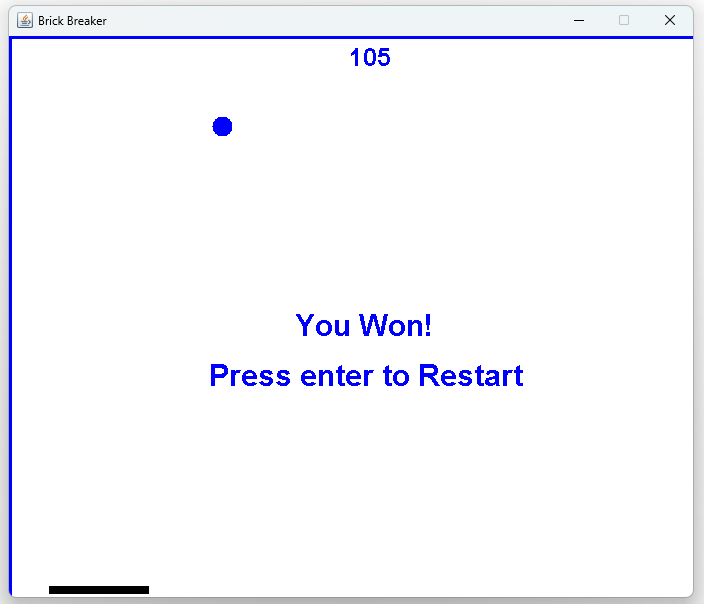 Brick Breaker
105
You Won!
Press enter to Restart